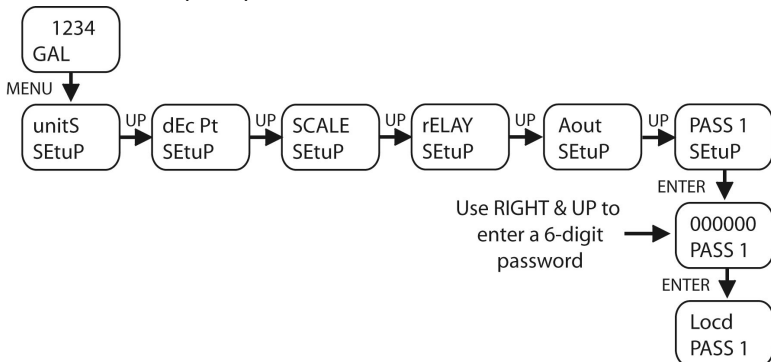 1234
GAL
MENU
unitS
SEtuP
UP
dEc Pt
SEtuP
UP
SCALE
SEtuP
UP
rELAY
SEtuP
UP
Aout
SEtuP
UP
PASS 1
SEtuP
ENTER
Use RIGHT & UP to
enter a 6-digit
password
000000
PASS 1
ENTER
Locd
PASS 1